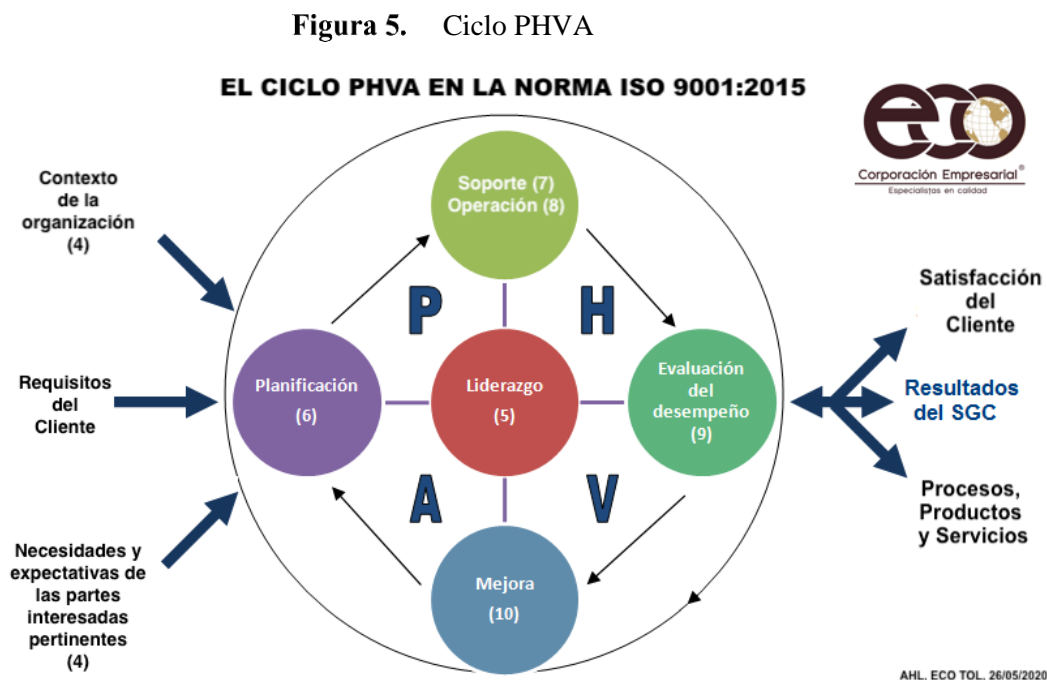 Figura 5. Ciclo PHVA
EL CICLO PHVA EN LA NORMA ISO 9001:2015
eco
Corporación Empresarial®
Especialistas en calidad
Contexto
de la
organización
(4)
Requisitos
del
Cliente
Necesidades y
expectativas de
las partes
interesadas
pertinentes
(4)
Soporte (7)
Operación (8)
P
H
Planificación
(6)
Liderazgo
(5)
Evaluación
del
desempeño
(9)
A
V
Mejora
(10)
Satisfacción
del
Cliente
Resultados
del SGC
Procesos,
Productos
y Servicios
AHL. ECO TOL. 26/05/2020